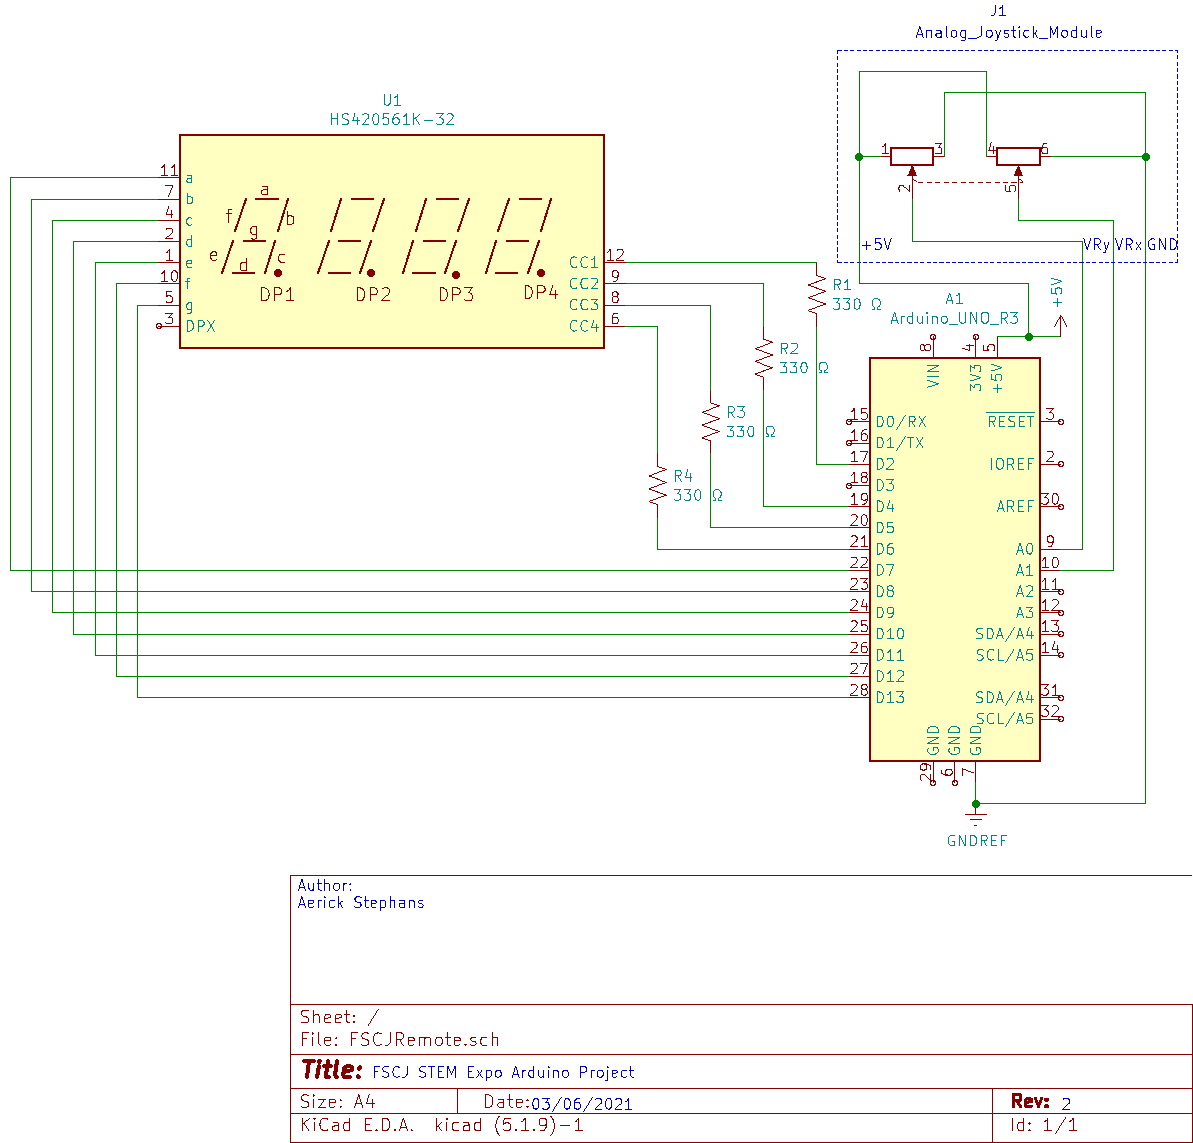 J1
Analog_Joystick_Module
1
3
4
6
2
5
+5V
VRy VRx GND
U1
HS420561K-32
11
a
7
b
4
c
2
d
1
e
10
f
5
g
3
DPX
a
f
b
g
e
c
d
DP1
DP2
DP3
DP4
12
CC1
9
CC2
8
CC3
6
CC4
R1
330 Ω
R2
330 Ω
R3
330 Ω
R4
330 Ω
A1
Arduino_UNO_R3
+5V
8
4
5
VIN
3V3
+5V
15
D0/RX
16
D1/TX
17
D2
18
D3
19
D4
20
D5
21
D6
22
D7
23
D8
24
D9
25
D10
26
D11
27
D12
28
D13
RESET
3
IOREF
2
AREF
30
A0
9
A1
10
A2
11
A3
12
SDA/A4
13
SCL/A5
14
SDA/A4
31
SCL/A5
32
GND
GND
GND
29
6
7
GNDREF
Author:
Aerick Stephans
Sheet: /
File: FSCJRemote.sch
Title: FSCJ STEM Expo Arduino Project
Size: A4 Date:03/06/2021 Rev: 2
KiCad E.D.A. kicad (5.1.9)-1 Id: 1/1